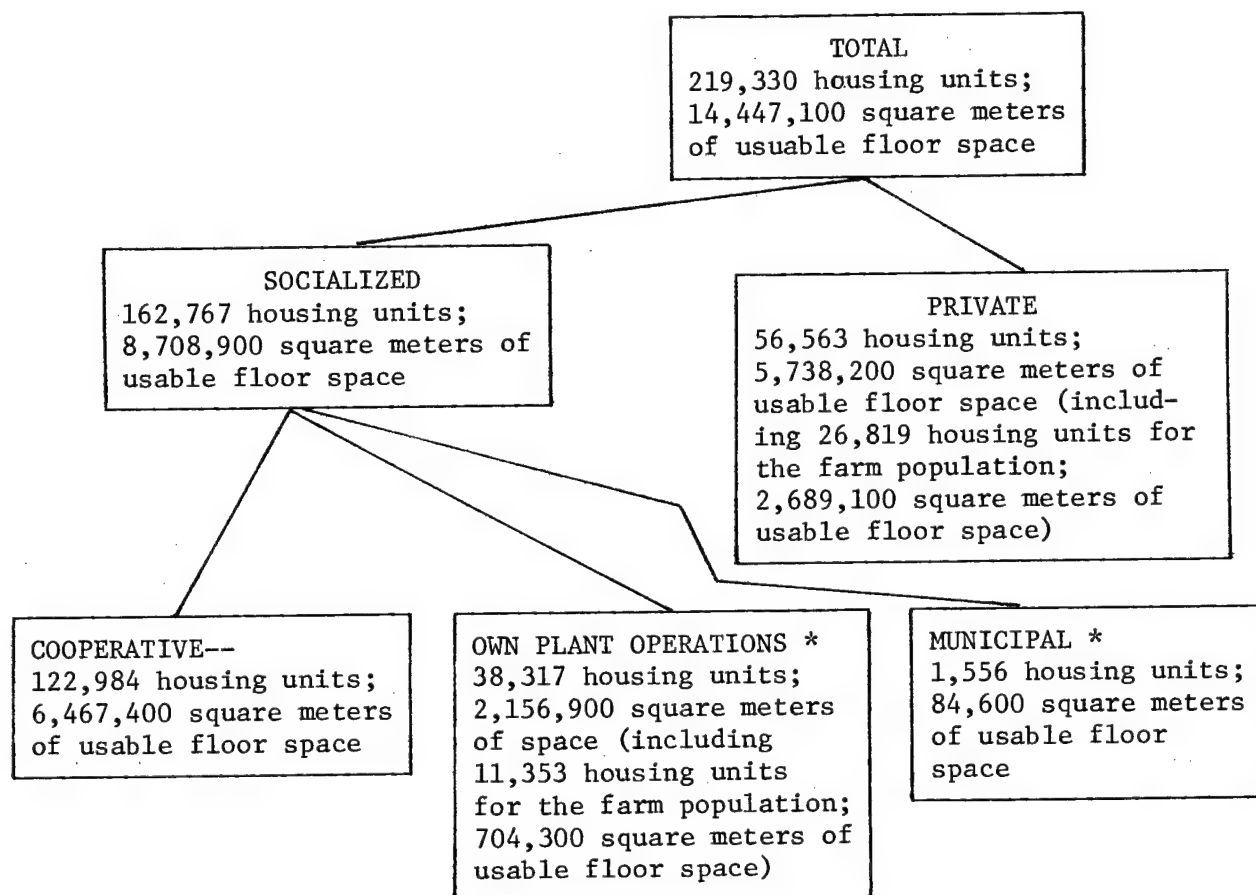 TOTAL
219,330 housing units;
14,447,100 square meters
of usuable floor space
SOCIALIZED
162,767 housing units;
8,708,900 square meters of
usable floor space
PRIVATE
56,563 housing units;
5,738,200 square meters of
usable floor space (includ-
ing 26,819 housing units for
the farm population;
2,689,100 square meters of
usable floor space)
COOPERATIVE--
122,984 housing units;
6,467,400 square meters
of usable floor space
OWN PLANT OPERATIONS *
38,317 housing units;
2,156,900 square meters
of space (including
11,353 housing units
for the farm population;
704,300 square meters of
usable floor space)
MUNICIPAL *
1,556 housing units;
84,600 square meters
of usable floor
space